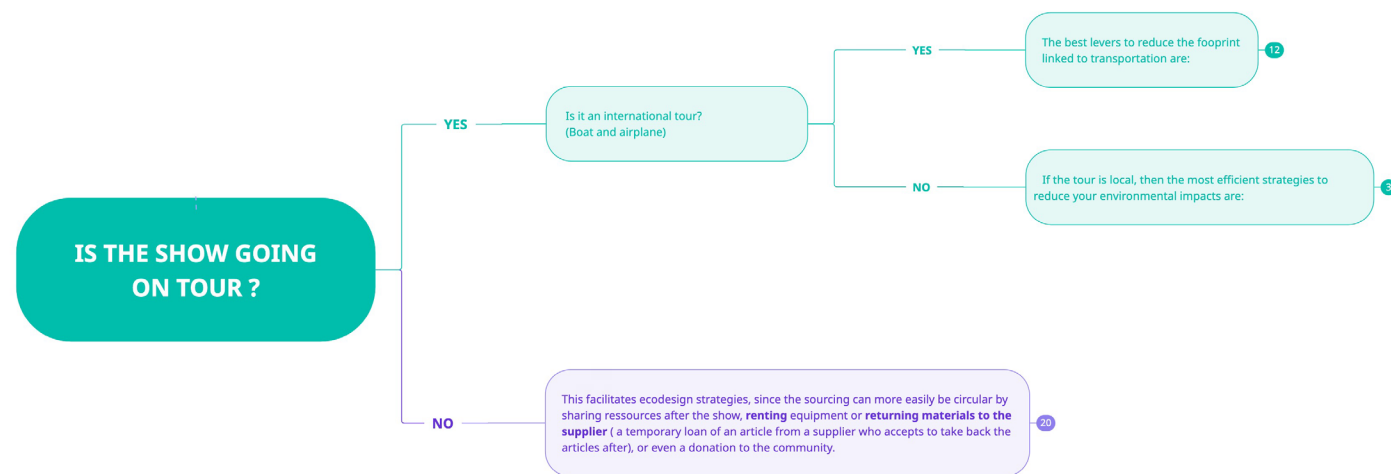 IS THE SHOW GOING
ON TOUR ?
YES
Is it an international tour?
(Boat and airplane)
YES
The best levers to reduce the fooprint
linked to transportation are:
12
NO
If the tour is local, then the most efficient strategies to
reduce your environmental impacts are:
3
NO
This facilitates ecodesign strategies, since the sourcing can more easily be circular by
sharing ressources after the show, renting equipment or returning materials to the
supplier ( a temporary loan of an article from a supplier who accepts to take back the
articles after), or even a donation to the community.
20